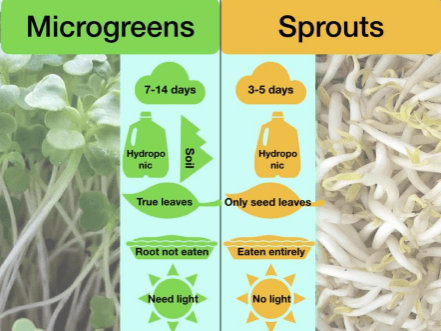 Microgreens
Sprouts
7-14 days
3-5 days
Hydropo
nic
Soil
Hydropo
nic
True leaves
Only seed leaves
Root not eaten
Eaten entirely
Need light
No light